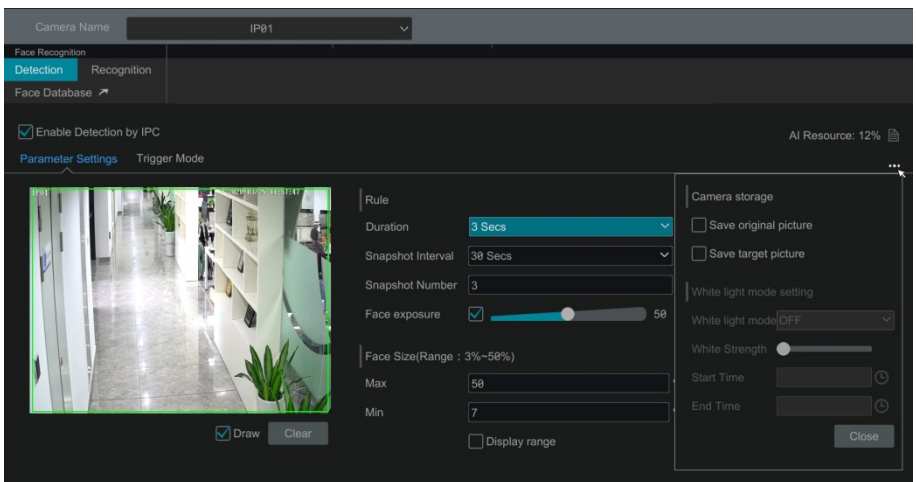 Camera Name IP01
Face Recognition
Detection Recognition
Face Database
Enable Detection by IPC
AI Resource: 12%
Parameter Settings Trigger Mode
...
IP01
Rule
Duration 3 Secs
Snapshot Interval 30 Secs
Snapshot Number 3
Face exposure 50
Face Size(Range : 3%~50%)
Max 50
Min 7
Display range
Draw Clear
Camera storage
Save original picture
Save target picture
White light mode setting
White light mode OFF
White Strength
Start Time
End Time
Close